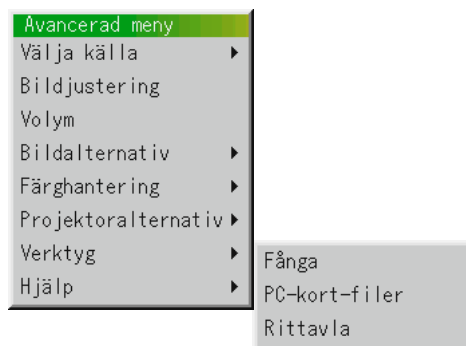 Avancerad meny
Välja källa
Bildjustering
Volym
Bildalternativ
Färghantering
Projektoralternativ
Verktyg
Hjälp
Fånga
PC-kort-filer
Rittavla